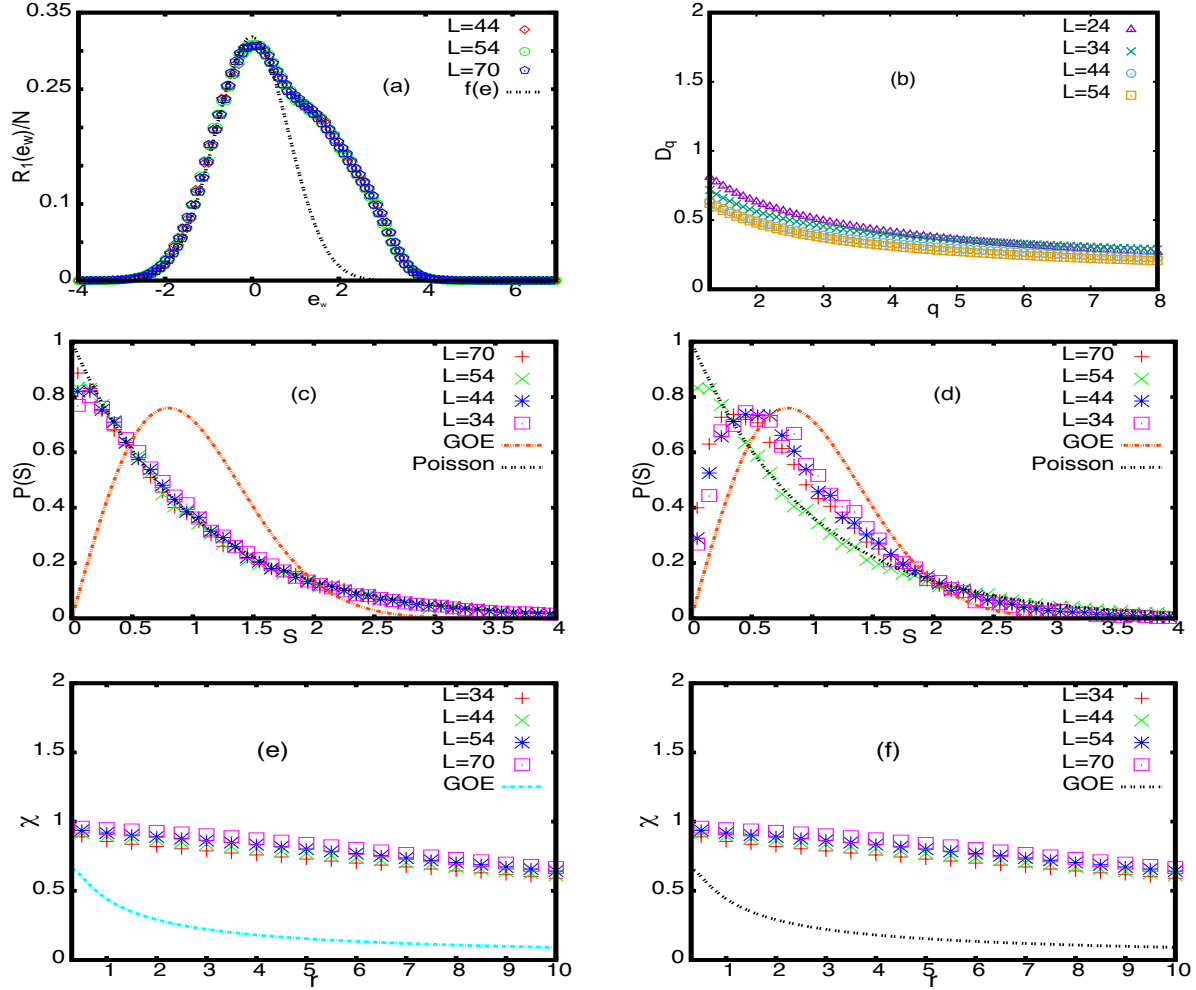 0.35
0.1
0
R₁(e_w)/N
L=44
L=54
L=70
f(e)
(a)
-4 -2 0 2 4 6
e_w
2
1.5
1
0.5
0
D_q
L=24
L=34
L=44
L=54
(b)
2 3 4 5 6 7 8
q
1
0.8
0.6
0.4
0.2
0
P(S)
L=70
L=54
L=44
L=34
GOE
Poisson
(c)
0 0.5 1 1.5 2 2.5 3 3.5 4
S
1
0.8
0.6
0.4
0.2
0
P(S)
L=70
L=54
L=44
L=34
GOE
Poisson
(d)
0 0.5 1 1.5 2 2.5 3 3.5 4
S
2
1.5
1
0.5
0
χ
L=34
L=44
L=54
L=70
GOE
(e)
1 2 3 4 5 6 7 8 9 10
r
2
1.5
1
0.5
0
χ
L=34
L=44
L=54
L=70
GOE
(f)
1 2 3 4 5 6 7 8 9 10
r